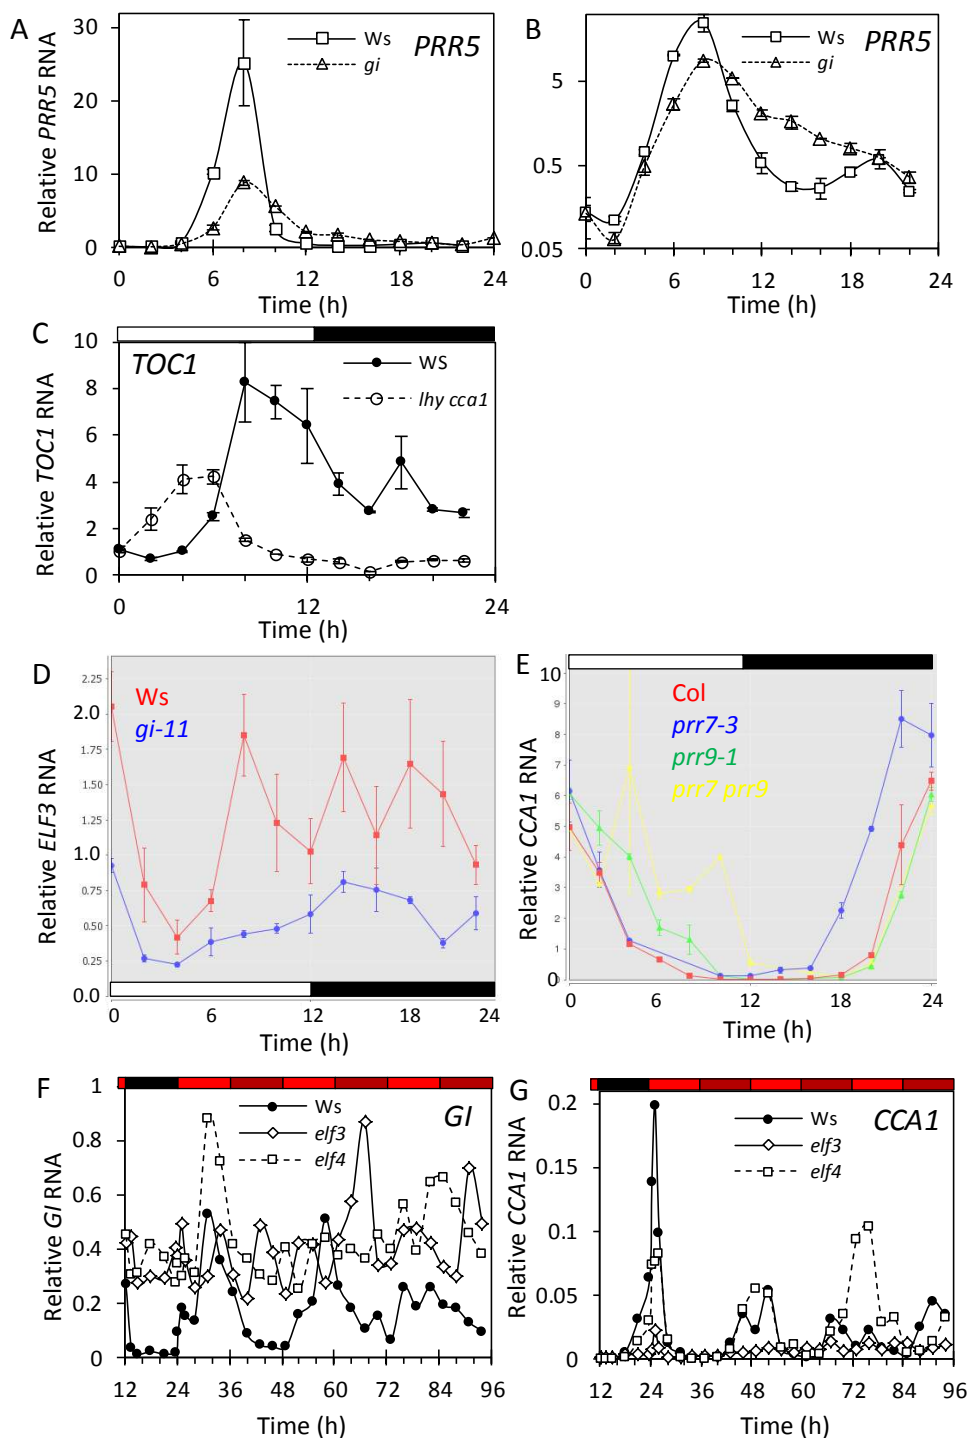 A
Relative PRR5 RNA
30
20
10
0
Ws
gi
PRR5
0 6 12 18 24
Time (h)
B
5
0.5
0.05
Ws
gi
PRR5
0 6 12 18 24
Time (h)
C
Relative TOC1 RNA
10
8
6
4
2
0
TOC1
WS
lhy cca1
0 12 24
Time (h)
D
Relative ELF3 RNA
2.25
2.0
1.75
1.50
1.25
1.0
0.75
0.50
0.25
0.0
Ws
gi-11
0 6 12 18 24
Time (h)
E
Relative CCA1 RNA
10
9
8
7
6
5
4
3
2
1
0
Col
prr7-3
prr9-1
prr7 prr9
0 6 12 18 24
Time (h)
F
Relative GI RNA
1
0.8
0.6
0.4
0.2
0
Ws
elf3
elf4
GI
12 24 36 48 60 72 84 96
Time (h)
G
Relative CCA1 RNA
0.2
0.15
0.1
0.05
0
Ws
elf3
elf4
CCA1
12 24 36 48 60 72 84 96
Time (h)